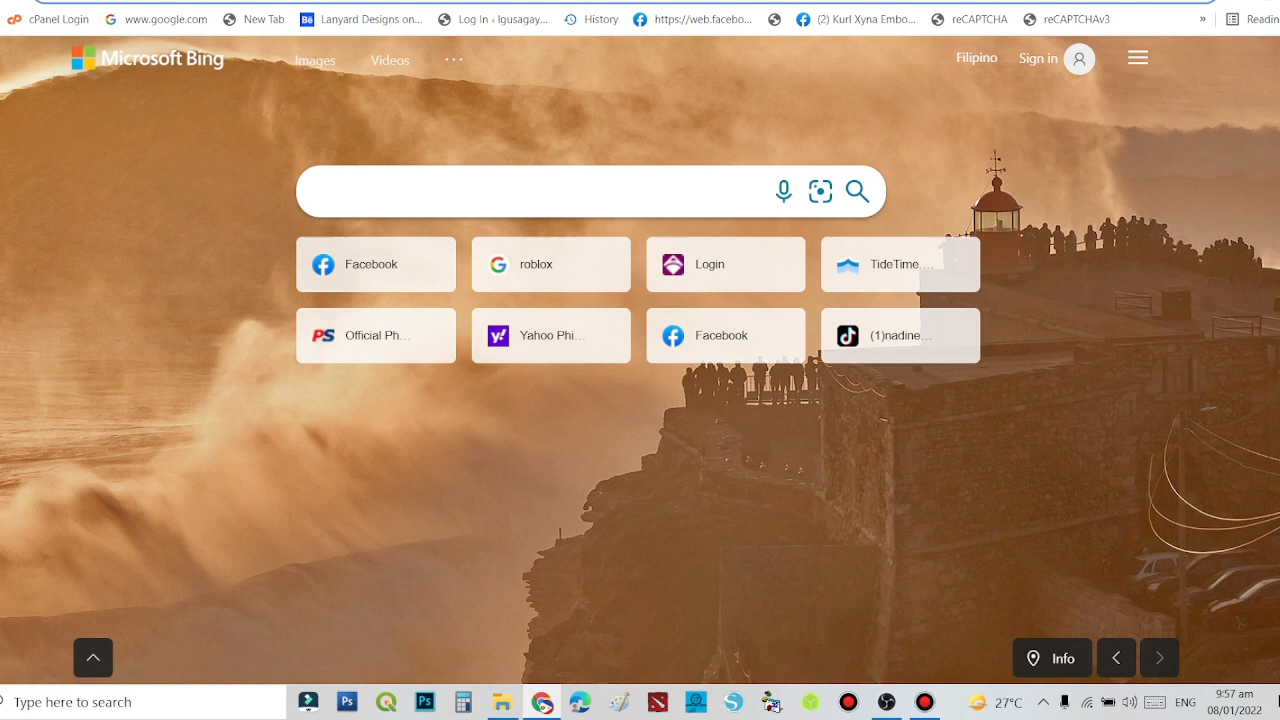 cPanel Login www.google.com New Tab Lanyard Designs on... Log In ‹ Igusagay... History https://web.facebo... (2) Kurl Xyna Embo... reCAPTCHA reCAPTCHAv3 » Readin
Microsoft Bing Images Videos ... Filipino Sign in
Facebook roblox Login TideTime....
Official Ph... Yahoo Phi... Facebook (1)nadine...
Info
Type here to search 27°C ENG 9:57 am
08/01/2022